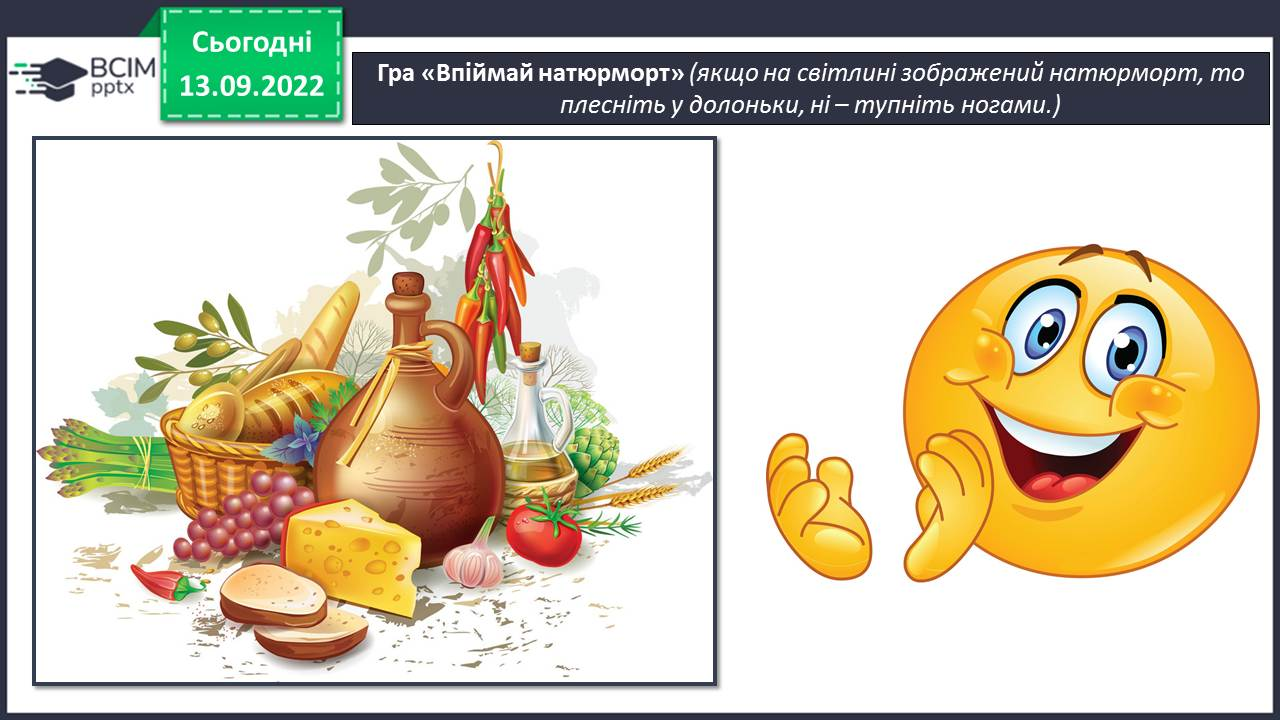 Сьогодні
13.09.2022
BCIM
pptx
Гра «Впіймай натюрморт» (якщо на світлині зображений натюрморт, то
плесніть у долоньки, ні – тупніть ногами.)